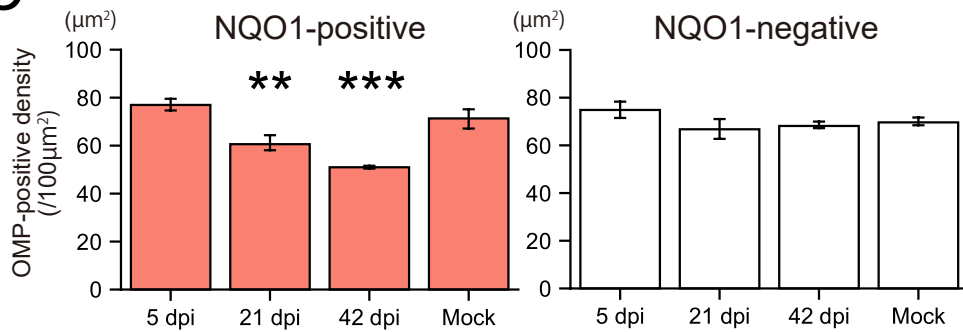 (μm²)
NQO1-positive
OMP-positive density
(/100μm²)
100
80
60
40
20
0
**
***
5 dpi
21 dpi
42 dpi
Mock
(μm²)
NQO1-negative
100
80
60
40
20
0
5 dpi
21 dpi
42 dpi
Mock